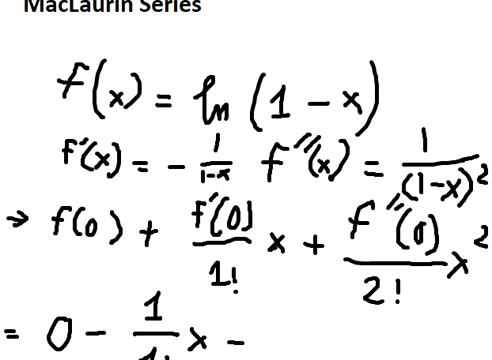 MacLaurin Series
f(x) = ln (1 - x)
f'(x) = - 1/(1-x) f''(x) = 1/(1-x)²
→ f(0) + f'(0)/1! x + f''(0)/2! x²
= 0 - 1/1! x -